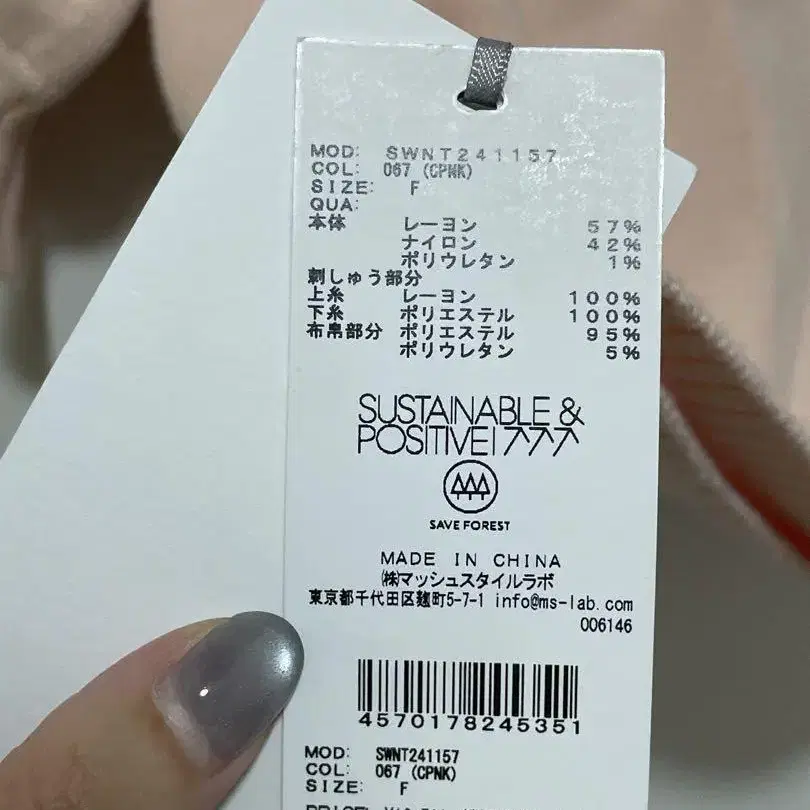 MOD: SWNT241157
COL: 067 (CPNK)
SIZE: F
QUA:
本体 レーヨン 57%
ナイロン 42%
ポリウレタン 1%
刺しゅう部分
上糸 レーヨン 100%
下糸 ポリエステル 100%
布帛部分 ポリエステル 95%
ポリウレタン 5%
SUSTAINABLE &
POSITIVE!
SAVE FOREST
MADE IN CHINA
㈱マッシュスタイルラボ
東京都千代田区麹町5-7-1 info@ms-lab.com
006146
4570178245351
MOD: SWNT241157
COL: 067 (CPNK)
SIZE: F